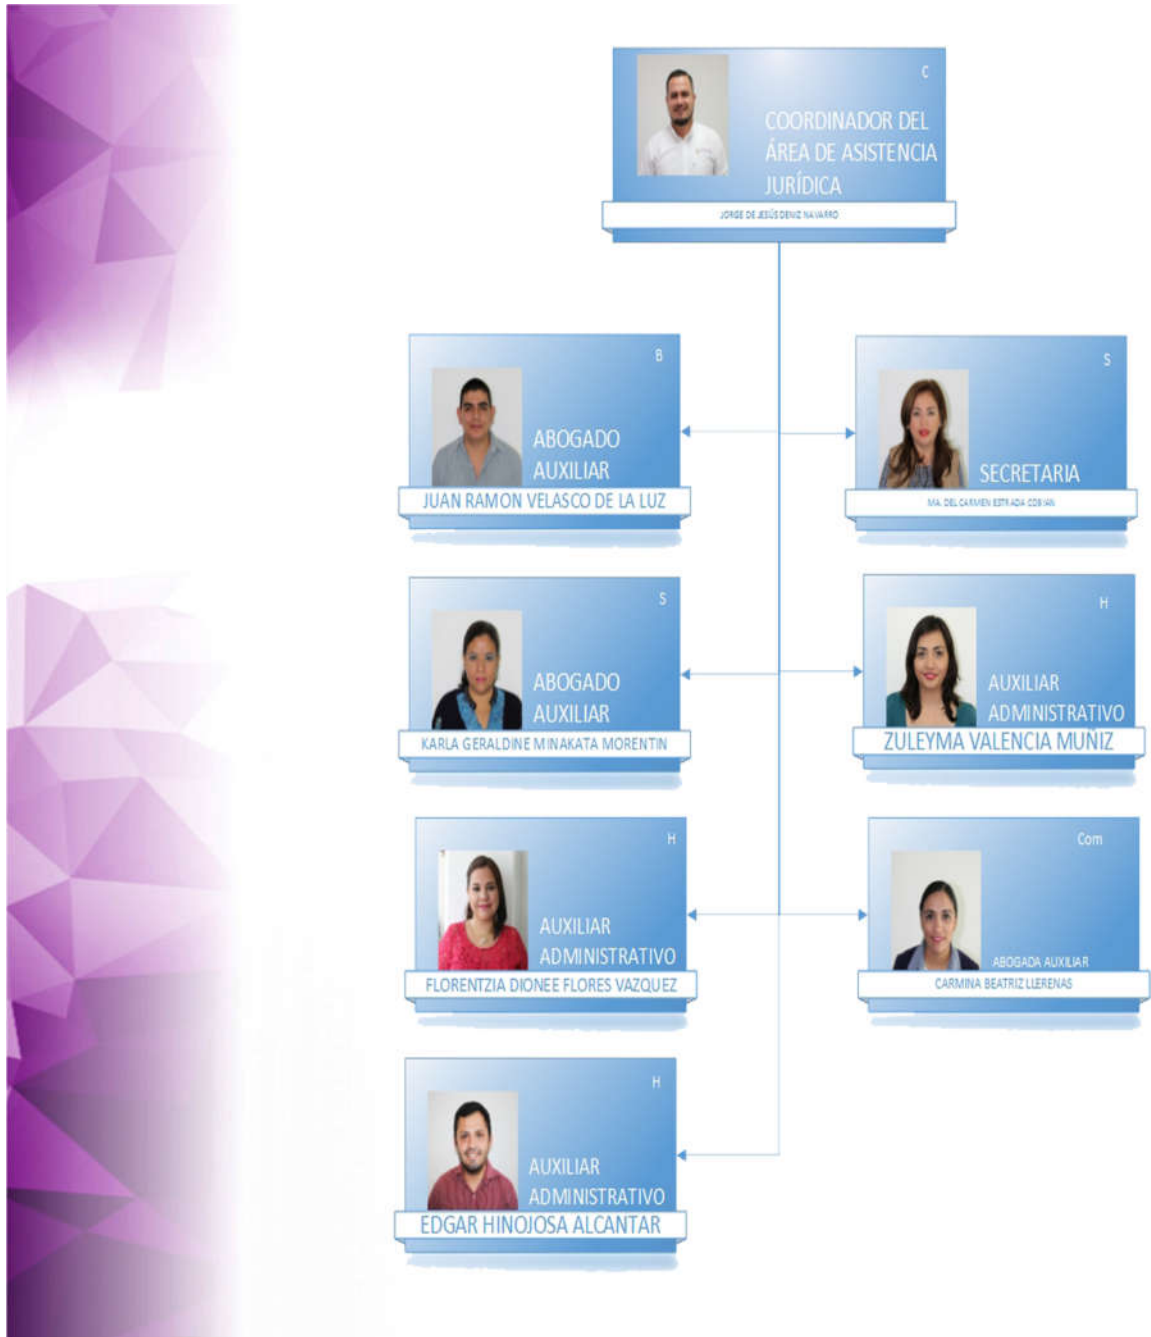 C
COORDINADOR DEL
ÁREA DE ASISTENCIA
JURÍDICA
JORGE DE JESÚS DENIZ NAVARRO
B
ABOGADO
AUXILIAR
JUAN RAMON VELASCO DE LA LUZ
S
SECRETARIA
MA. DEL CARMEN ESTRADA COBIAN
S
ABOGADO
AUXILIAR
KARLA GERALDINE MINAKATA MORENTIN
H
AUXILIAR
ADMINISTRATIVO
ZULEYMA VALENCIA MUÑIZ
H
AUXILIAR
ADMINISTRATIVO
FLORENTZIA DIONEE FLORES VAZQUEZ
Com
ABOGADA AUXILIAR
CARMINA BEATRIZ LLERENAS
H
AUXILIAR
ADMINISTRATIVO
EDGAR HINOJOSA ALCANTAR